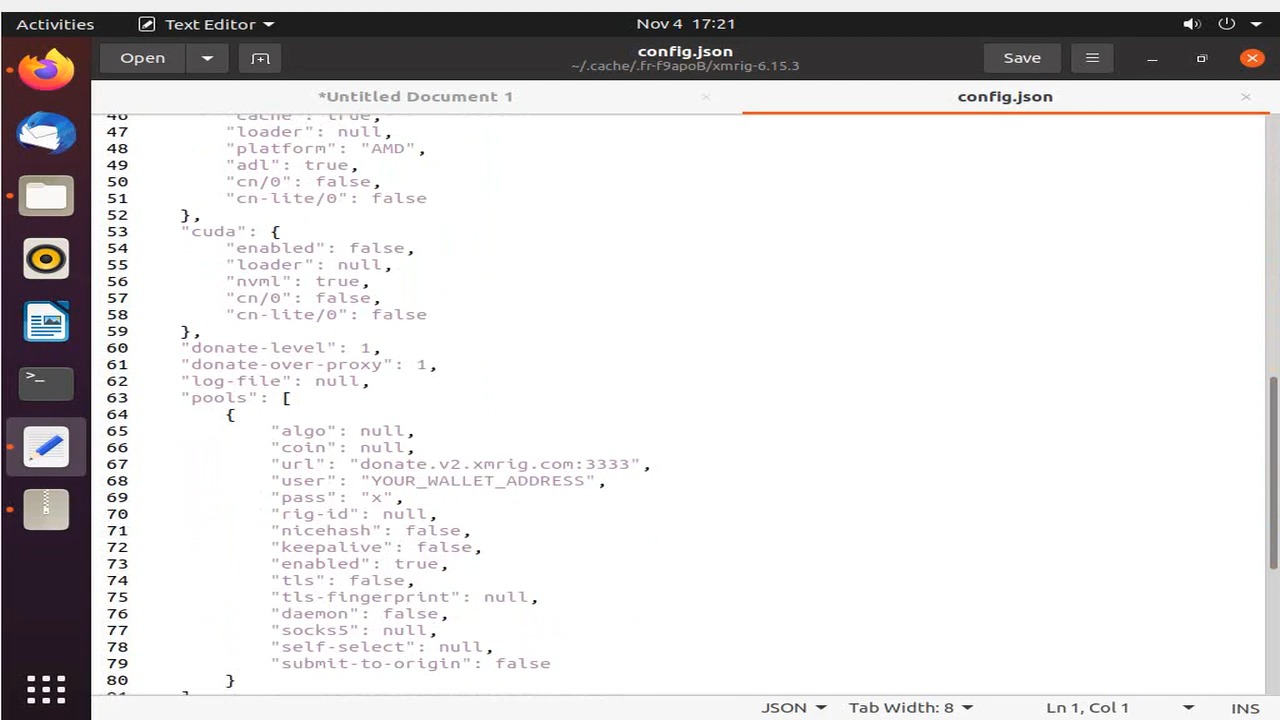 Activities Text Editor Nov 4 17:21
Open config.json Save
~/.cache/.fr-f9apoB/xmrig-6.15.3
*Untitled Document 1 config.json
46 "cache": true,
47 "loader": null,
48 "platform": "AMD",
49 "adl": true,
50 "cn/0": false,
51 "cn-lite/0": false
52 },
53 "cuda": {
54 "enabled": false,
55 "loader": null,
56 "nvml": true,
57 "cn/0": false,
58 "cn-lite/0": false
59 },
60 "donate-level": 1,
61 "donate-over-proxy": 1,
62 "log-file": null,
63 "pools": [
64 {
65 "algo": null,
66 "coin": null,
67 "url": "donate.v2.xmrig.com:3333",
68 "user": "YOUR_WALLET_ADDRESS",
69 "pass": "x",
70 "rig-id": null,
71 "nicehash": false,
72 "keepalive": false,
73 "enabled": true,
74 "tls": false,
75 "tls-fingerprint": null,
76 "daemon": false,
77 "socks5": null,
78 "self-select": null,
79 "submit-to-origin": false
80 }
JSON Tab Width: 8 Ln 1, Col 1 INS